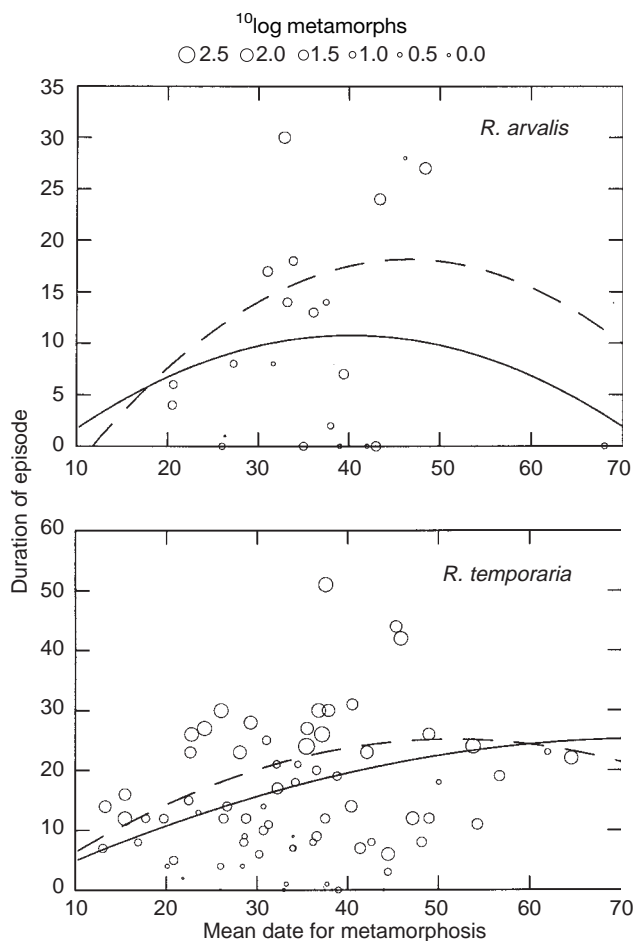 10log metamorphs
2.5 2.0 1.5 1.0 0.5 0.0
35
30
25
20
15
10
5
0
R. arvalis
10 20 30 40 50 60 70
Duration of episode
60
50
40
30
20
10
0
R. temporaria
10 20 30 40 50 60 70
Mean date for metamorphosis